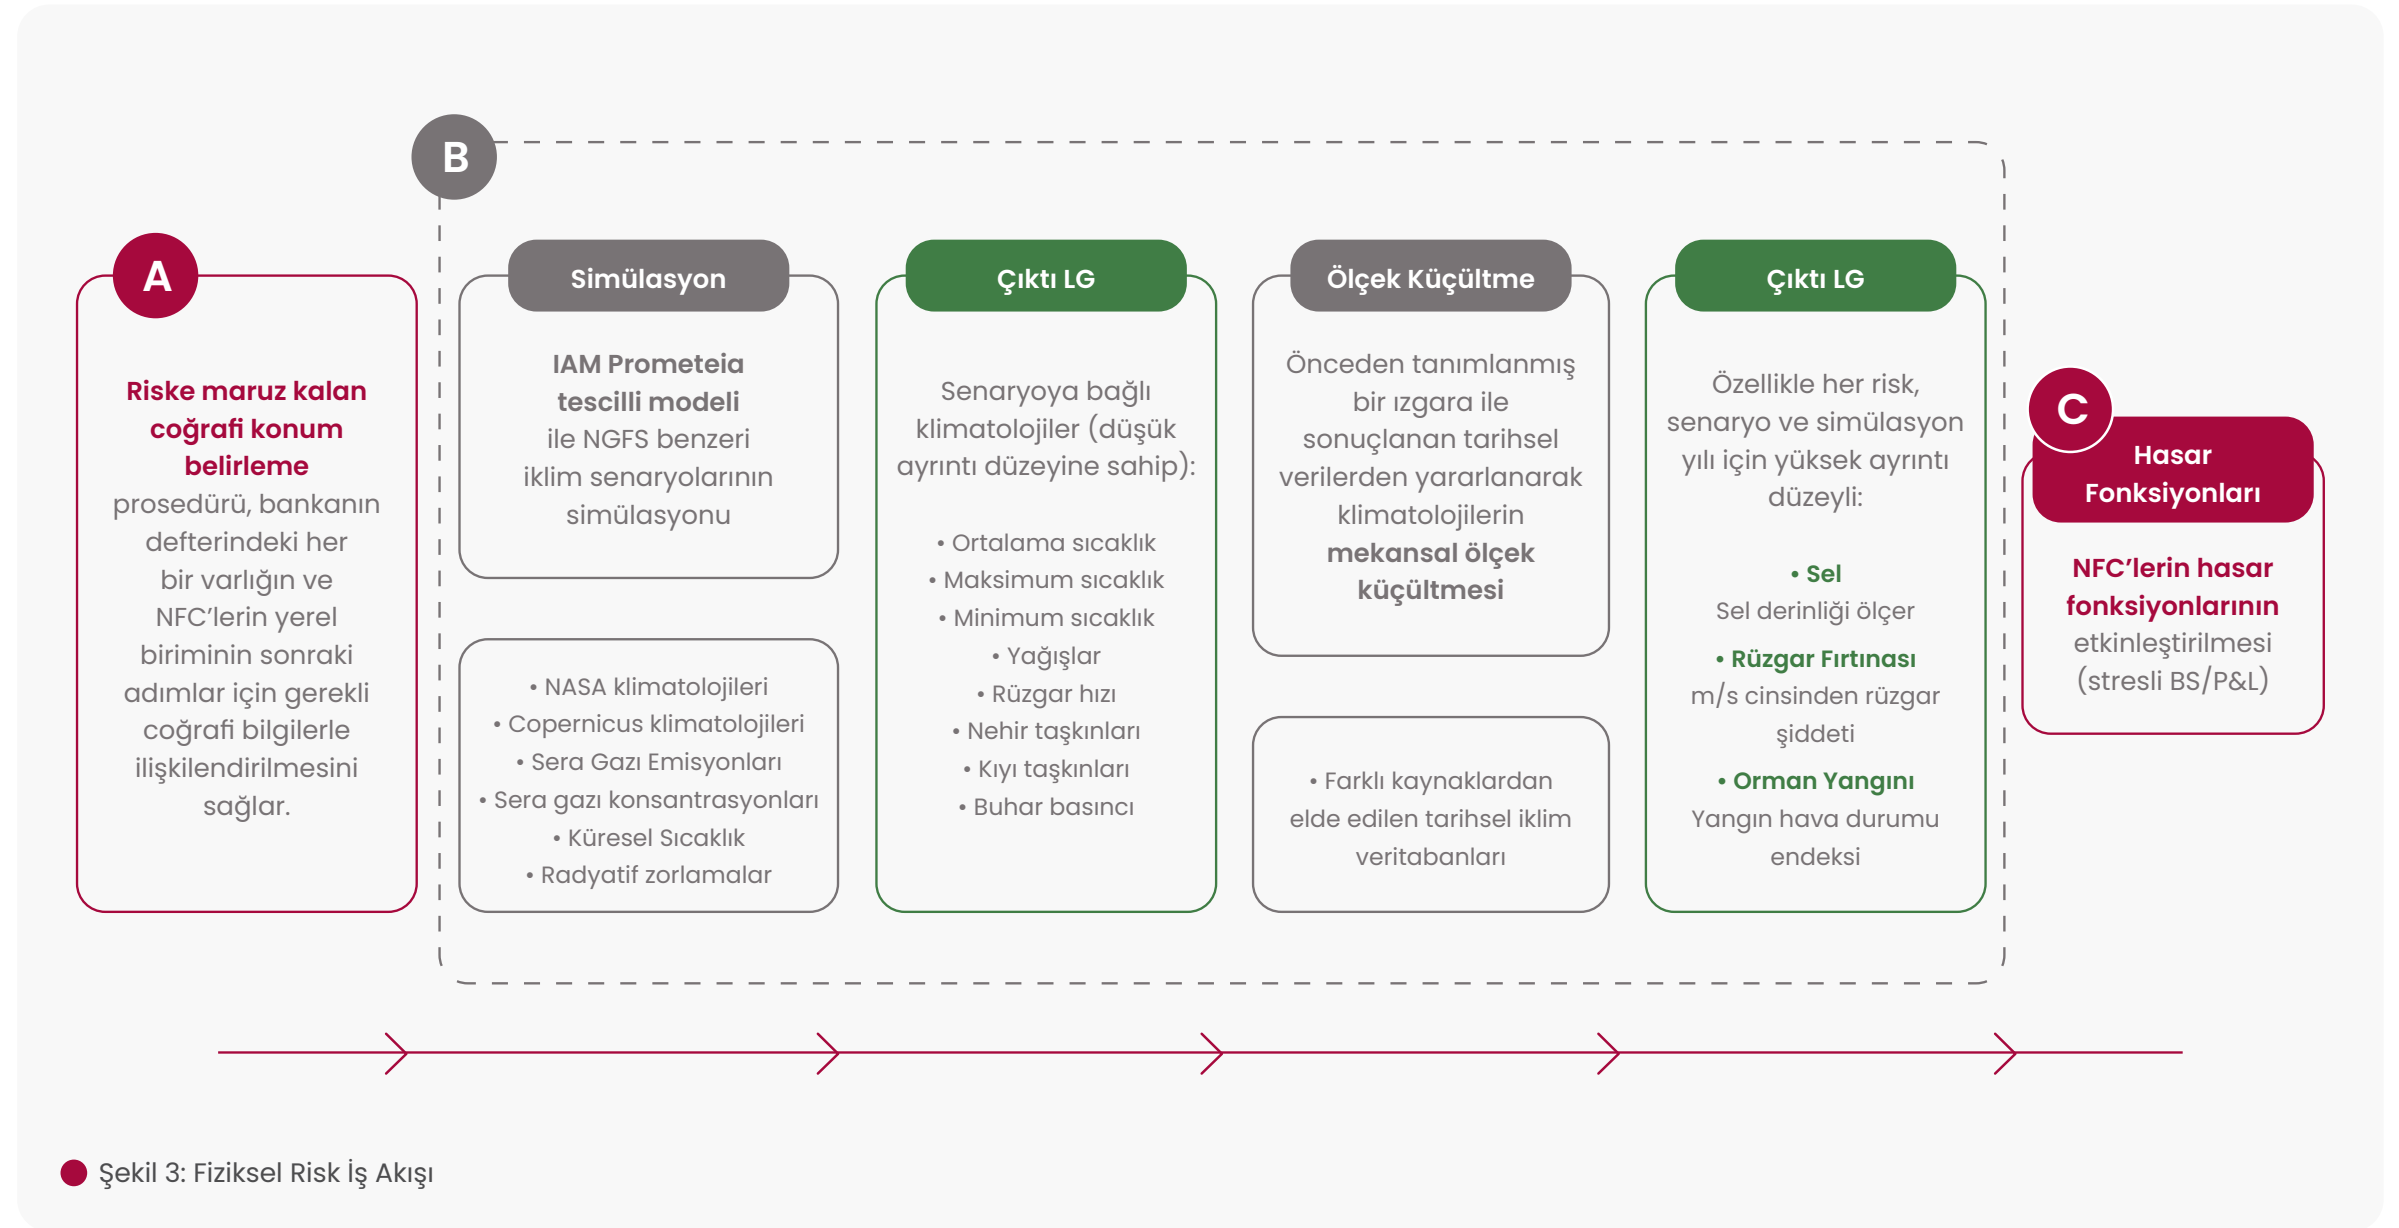 A
Riske maruz kalan
coğrafi konum
belirleme
prosedürü, bankanın
defterindeki her
bir varlığın ve
NFC’lerin yerel
biriminin sonraki
adımlar için gerekli
coğrafi bilgilerle
ilişkilendirilmesini
sağlar.
B
Simülasyon
IAM Prometeia
tescilli modeli
ile NGFS benzeri
iklim senaryolarının
simülasyonu
• NASA klimatolojileri
• Copernicus klimatolojileri
• Sera Gazı Emisyonları
• Sera gazı konsantrasyonları
• Küresel Sıcaklık
• Radyatif zorlamalar
Çıktı LG
Senaryoya bağlı
klimatolojiler (düşük
ayrıntı düzeyine sahip):
• Ortalama sıcaklık
• Maksimum sıcaklık
• Minimum sıcaklık
• Yağışlar
• Rüzgar hızı
• Nehir taşkınları
• Kıyı taşkınları
• Buhar basıncı
Ölçek Küçültme
Önceden tanımlanmış
bir ızgara ile
sonuçlanan tarihsel
verilerden yararlanarak
klimatolojilerin
mekansal ölçek
küçültmesi
• Farklı kaynaklardan
elde edilen tarihsel iklim
veritabanları
Çıktı LG
Özellikle her risk,
senaryo ve simülasyon
yılı için yüksek ayrıntı
düzeyli:
• Sel
Sel derinliği ölçer
• Rüzgar Fırtınası
m/s cinsinden rüzgar
şiddeti
• Orman Yangını
Yangın hava durumu
endeksi
C
Hasar
Fonksiyonları
NFC’lerin hasar
fonksiyonlarının
etkinleştirilmesi
(stresli BS/P&L)
Şekil 3: Fiziksel Risk İş Akışı